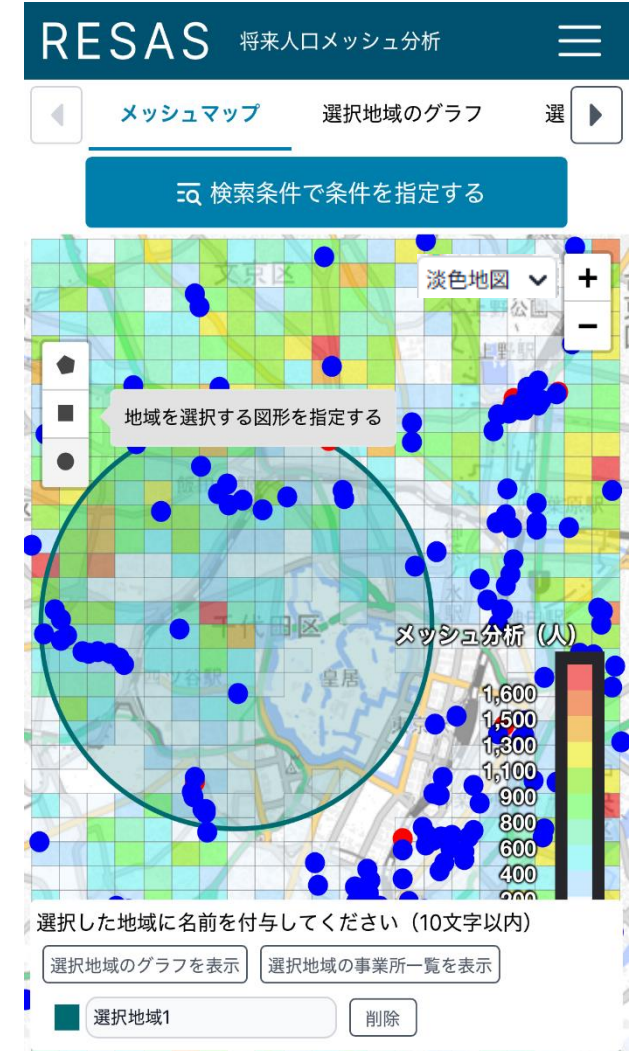 RESAS 将来人口メッシュ分析
メッシュマップ 選択地域のグラフ 選
検索条件で条件を指定する
文京区
淡色地図
+
上野公園
−
上野駅
地域を選択する図形を指定する
千代田区
メッシュ分析（人）
四ツ谷駅
皇居
1,600
1,500
1,300
1,100
900
800
600
400
200
選択した地域に名前を付与してください（10文字以内）
選択地域のグラフを表示 選択地域の事業所一覧を表示
選択地域1 削除